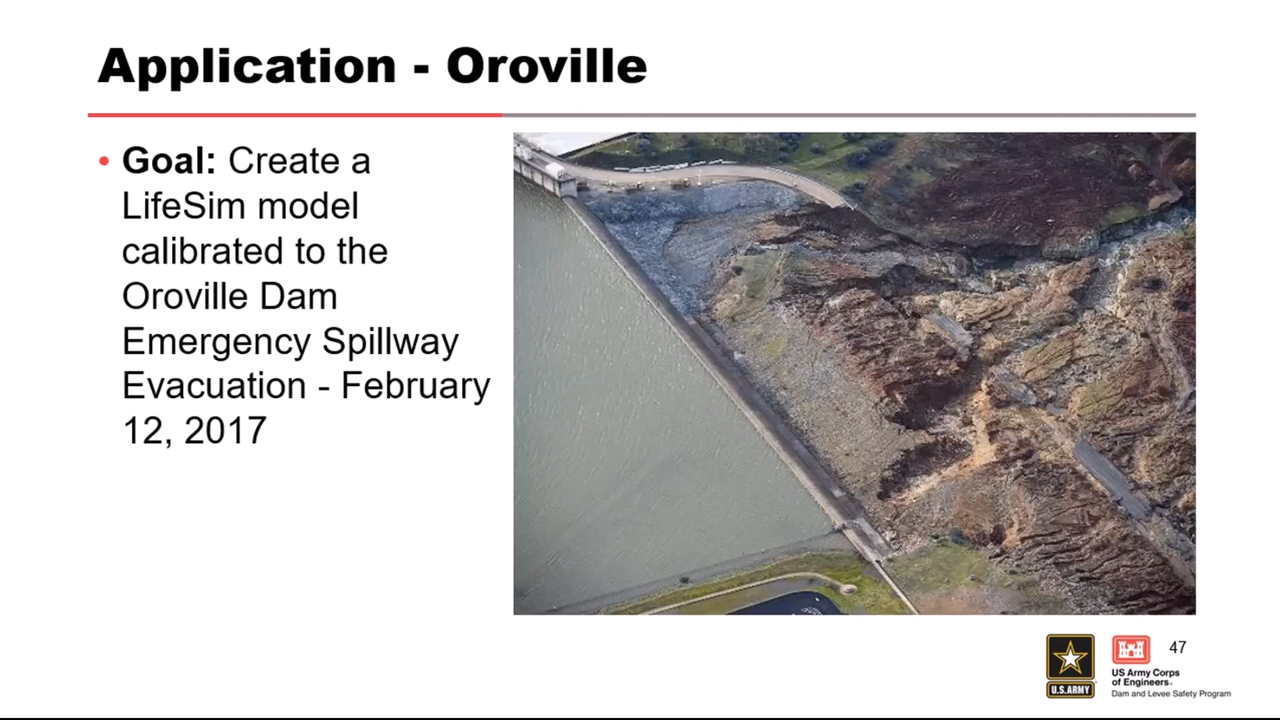 Application - Oroville
• Goal: Create a
LifeSim model
calibrated to the
Oroville Dam
Emergency Spillway
Evacuation - February
12, 2017
47
U.S.ARMY
US Army Corps
of Engineers®
Dam and Levee Safety Program